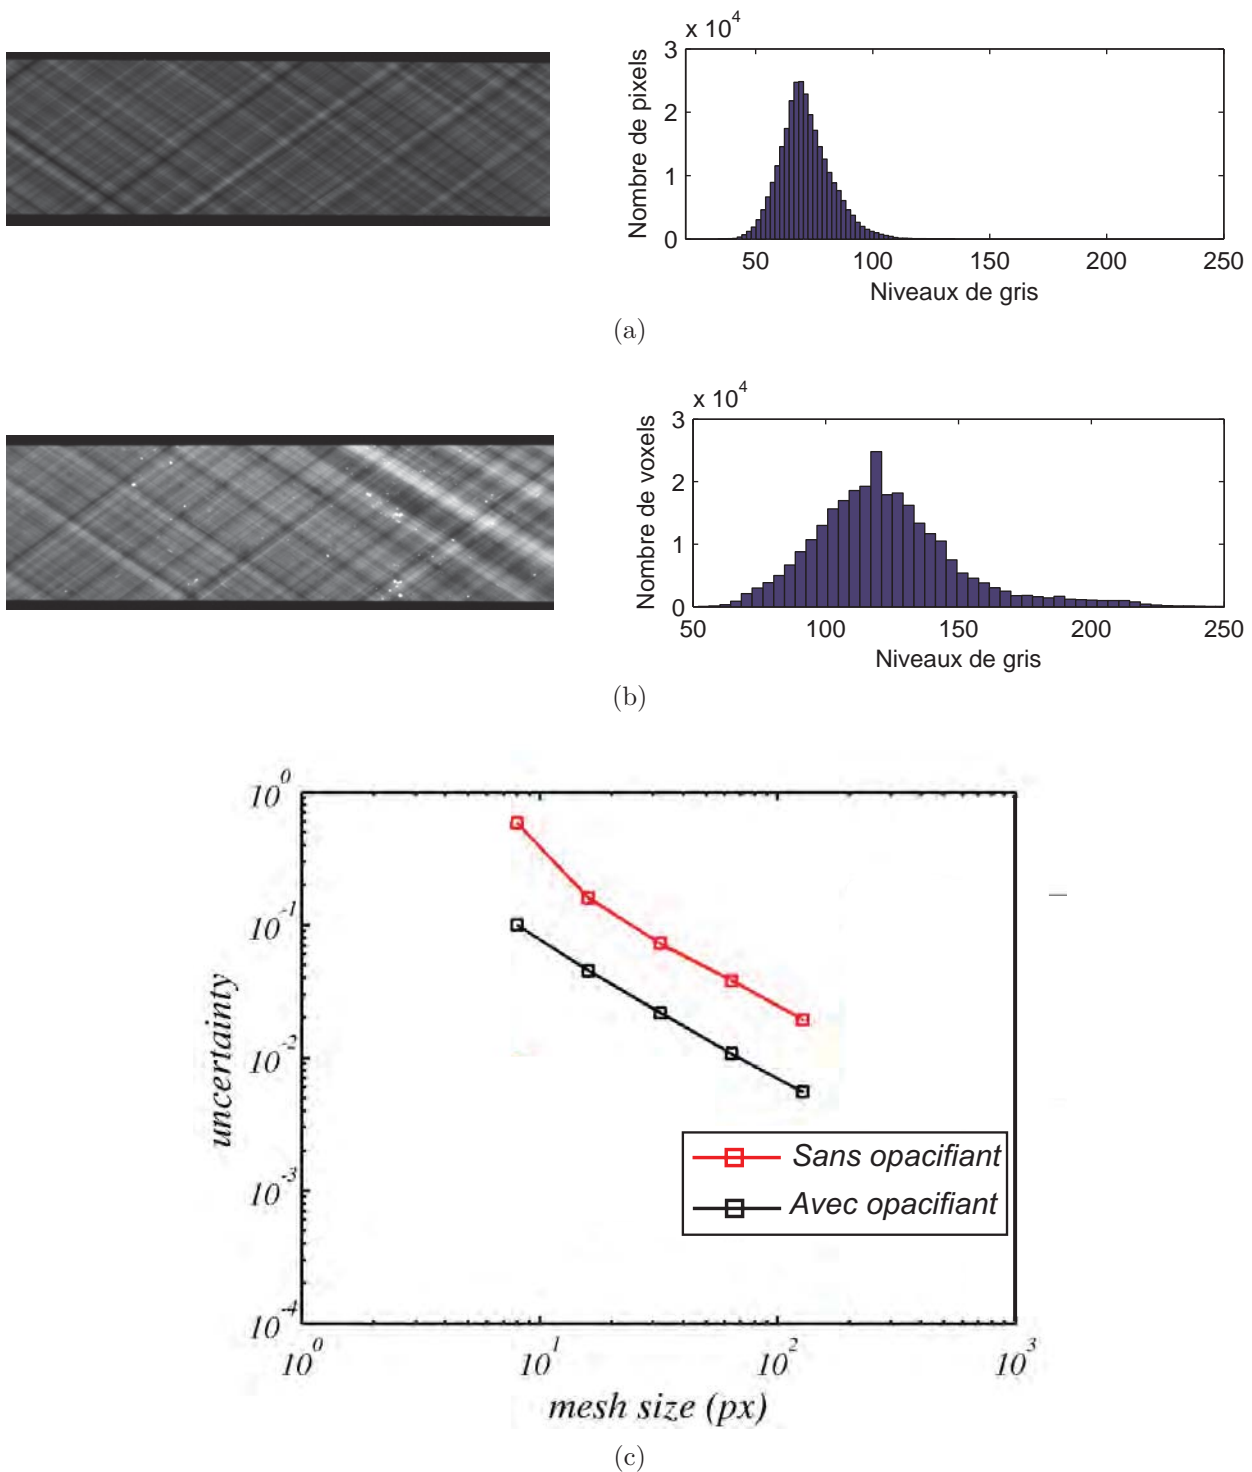 x 10^4
3
2
1
0
Nombre de pixels
50 100 150 200 250
Niveaux de gris
(a)
x 10^4
3
2
1
0
Nombre de voxels
50 100 150 200 250
Niveaux de gris
(b)
10^0
10^-1
10^-2
10^-3
10^-4
uncertainty
Sans opacifiant
Avec opacifiant
10^0 10^1 10^2 10^3
mesh size (px)
(c)